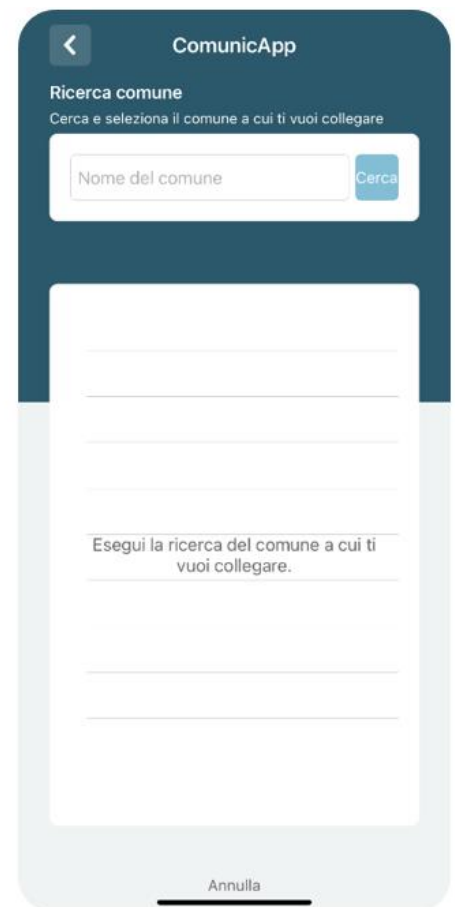 ComunicApp
Ricerca comune
Cerca e seleziona il comune a cui ti vuoi collegare
Nome del comune
Cerca
Esegui la ricerca del comune a cui ti
vuoi collegare.
Annulla